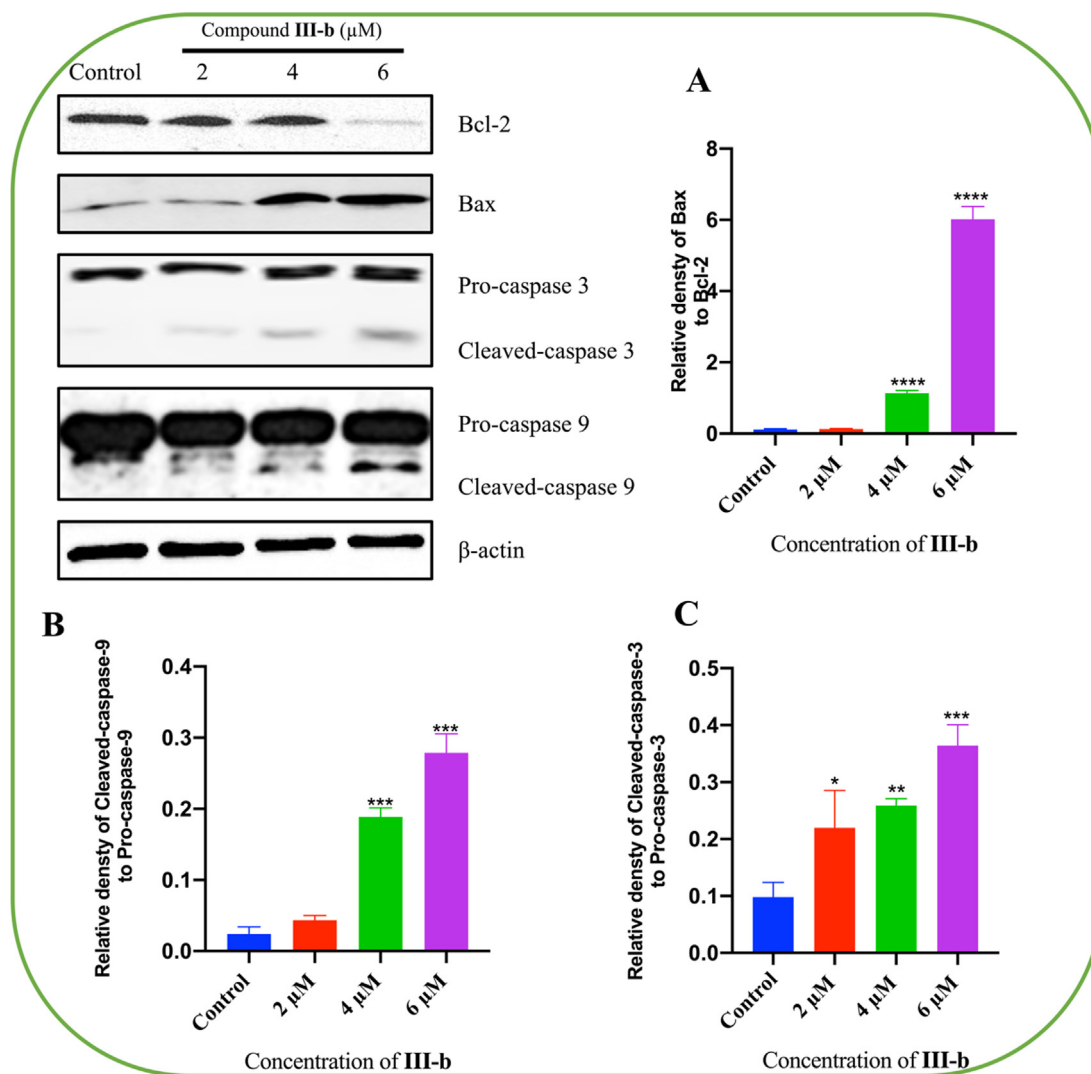 Compound III-b (µM)
Control 2 4 6
Bcl-2
Bax
Pro-caspase 3
Cleaved-caspase 3
Pro-caspase 9
Cleaved-caspase 9
β-actin
A
Relative densty of Bax
to Bcl-2
8
6
4
2
0
****
****
Control
2 µM
4 µM
6 µM
Concentration of III-b
B
Relative densty of Cleaved-caspase-9
to Pro-caspase-9
0.4
0.3
0.2
0.1
0.0
***
***
Control
2 µM
4 µM
6 µM
Concentration of III-b
C
Relative densty of Cleaved-caspase-3
to Pro-caspase-3
0.5
0.4
0.3
0.2
0.1
0.0
*
**
***
Control
2 µM
4 µM
6 µM
Concentration of III-b